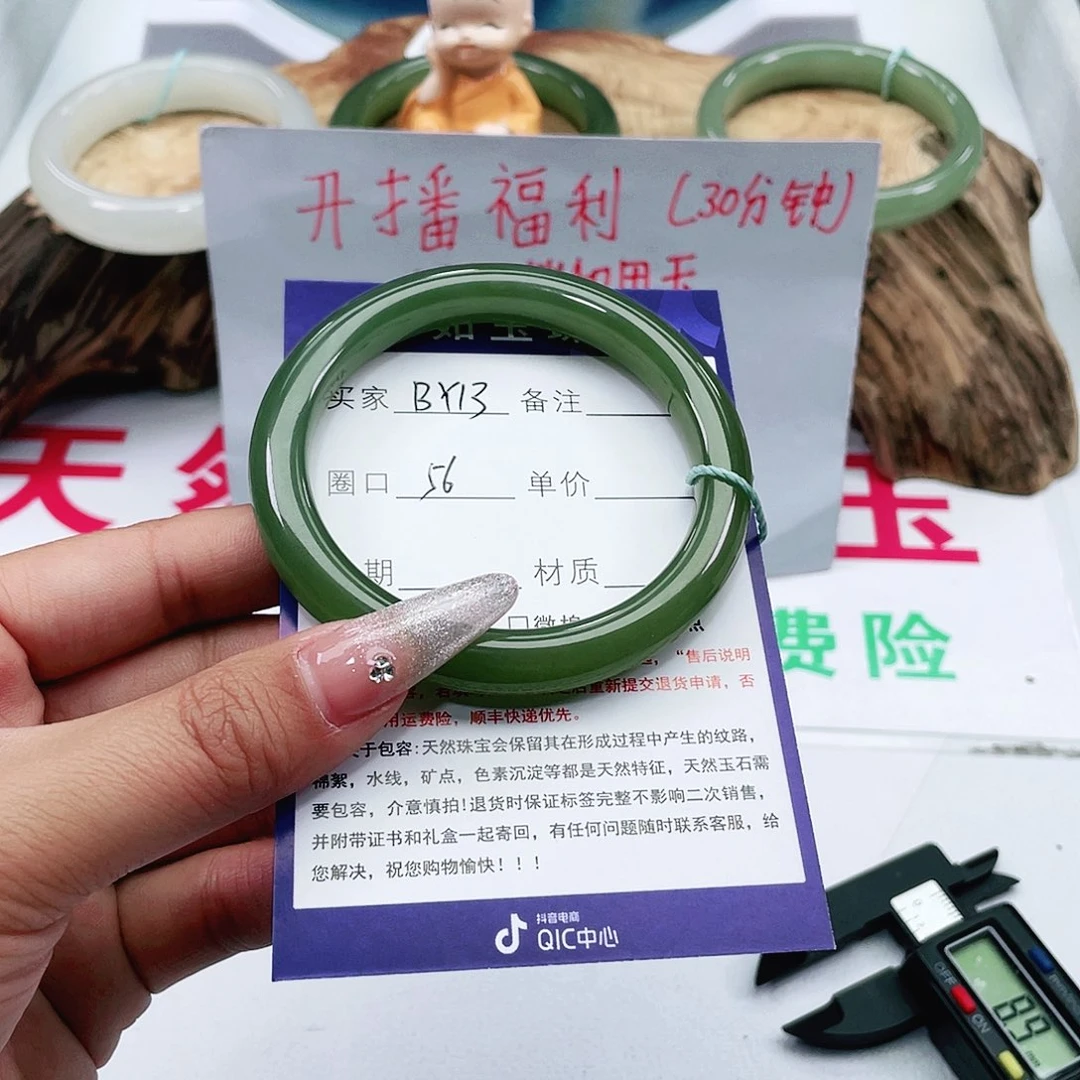 开播福利（30分钟）
买家 BX13 备注
圈口 56 单价
期 材质
“售后说明
重新提交退货申请，否
用运费险，顺丰快递优先。
于包容：天然珠宝会保留其在形成过程中产生的纹路，
棉絮，水线，矿点，色素沉淀等都是天然特征，天然玉石需
要包容，介意慎拍！退货时保证标签完整不影响二次销售，
并附带证书和礼盒一起寄回，有任何问题随时联系客服，给
您解决，祝您购物愉快！！！
抖音电商
QIC中心
天 玉
费险
OFF ON
8.9 mm